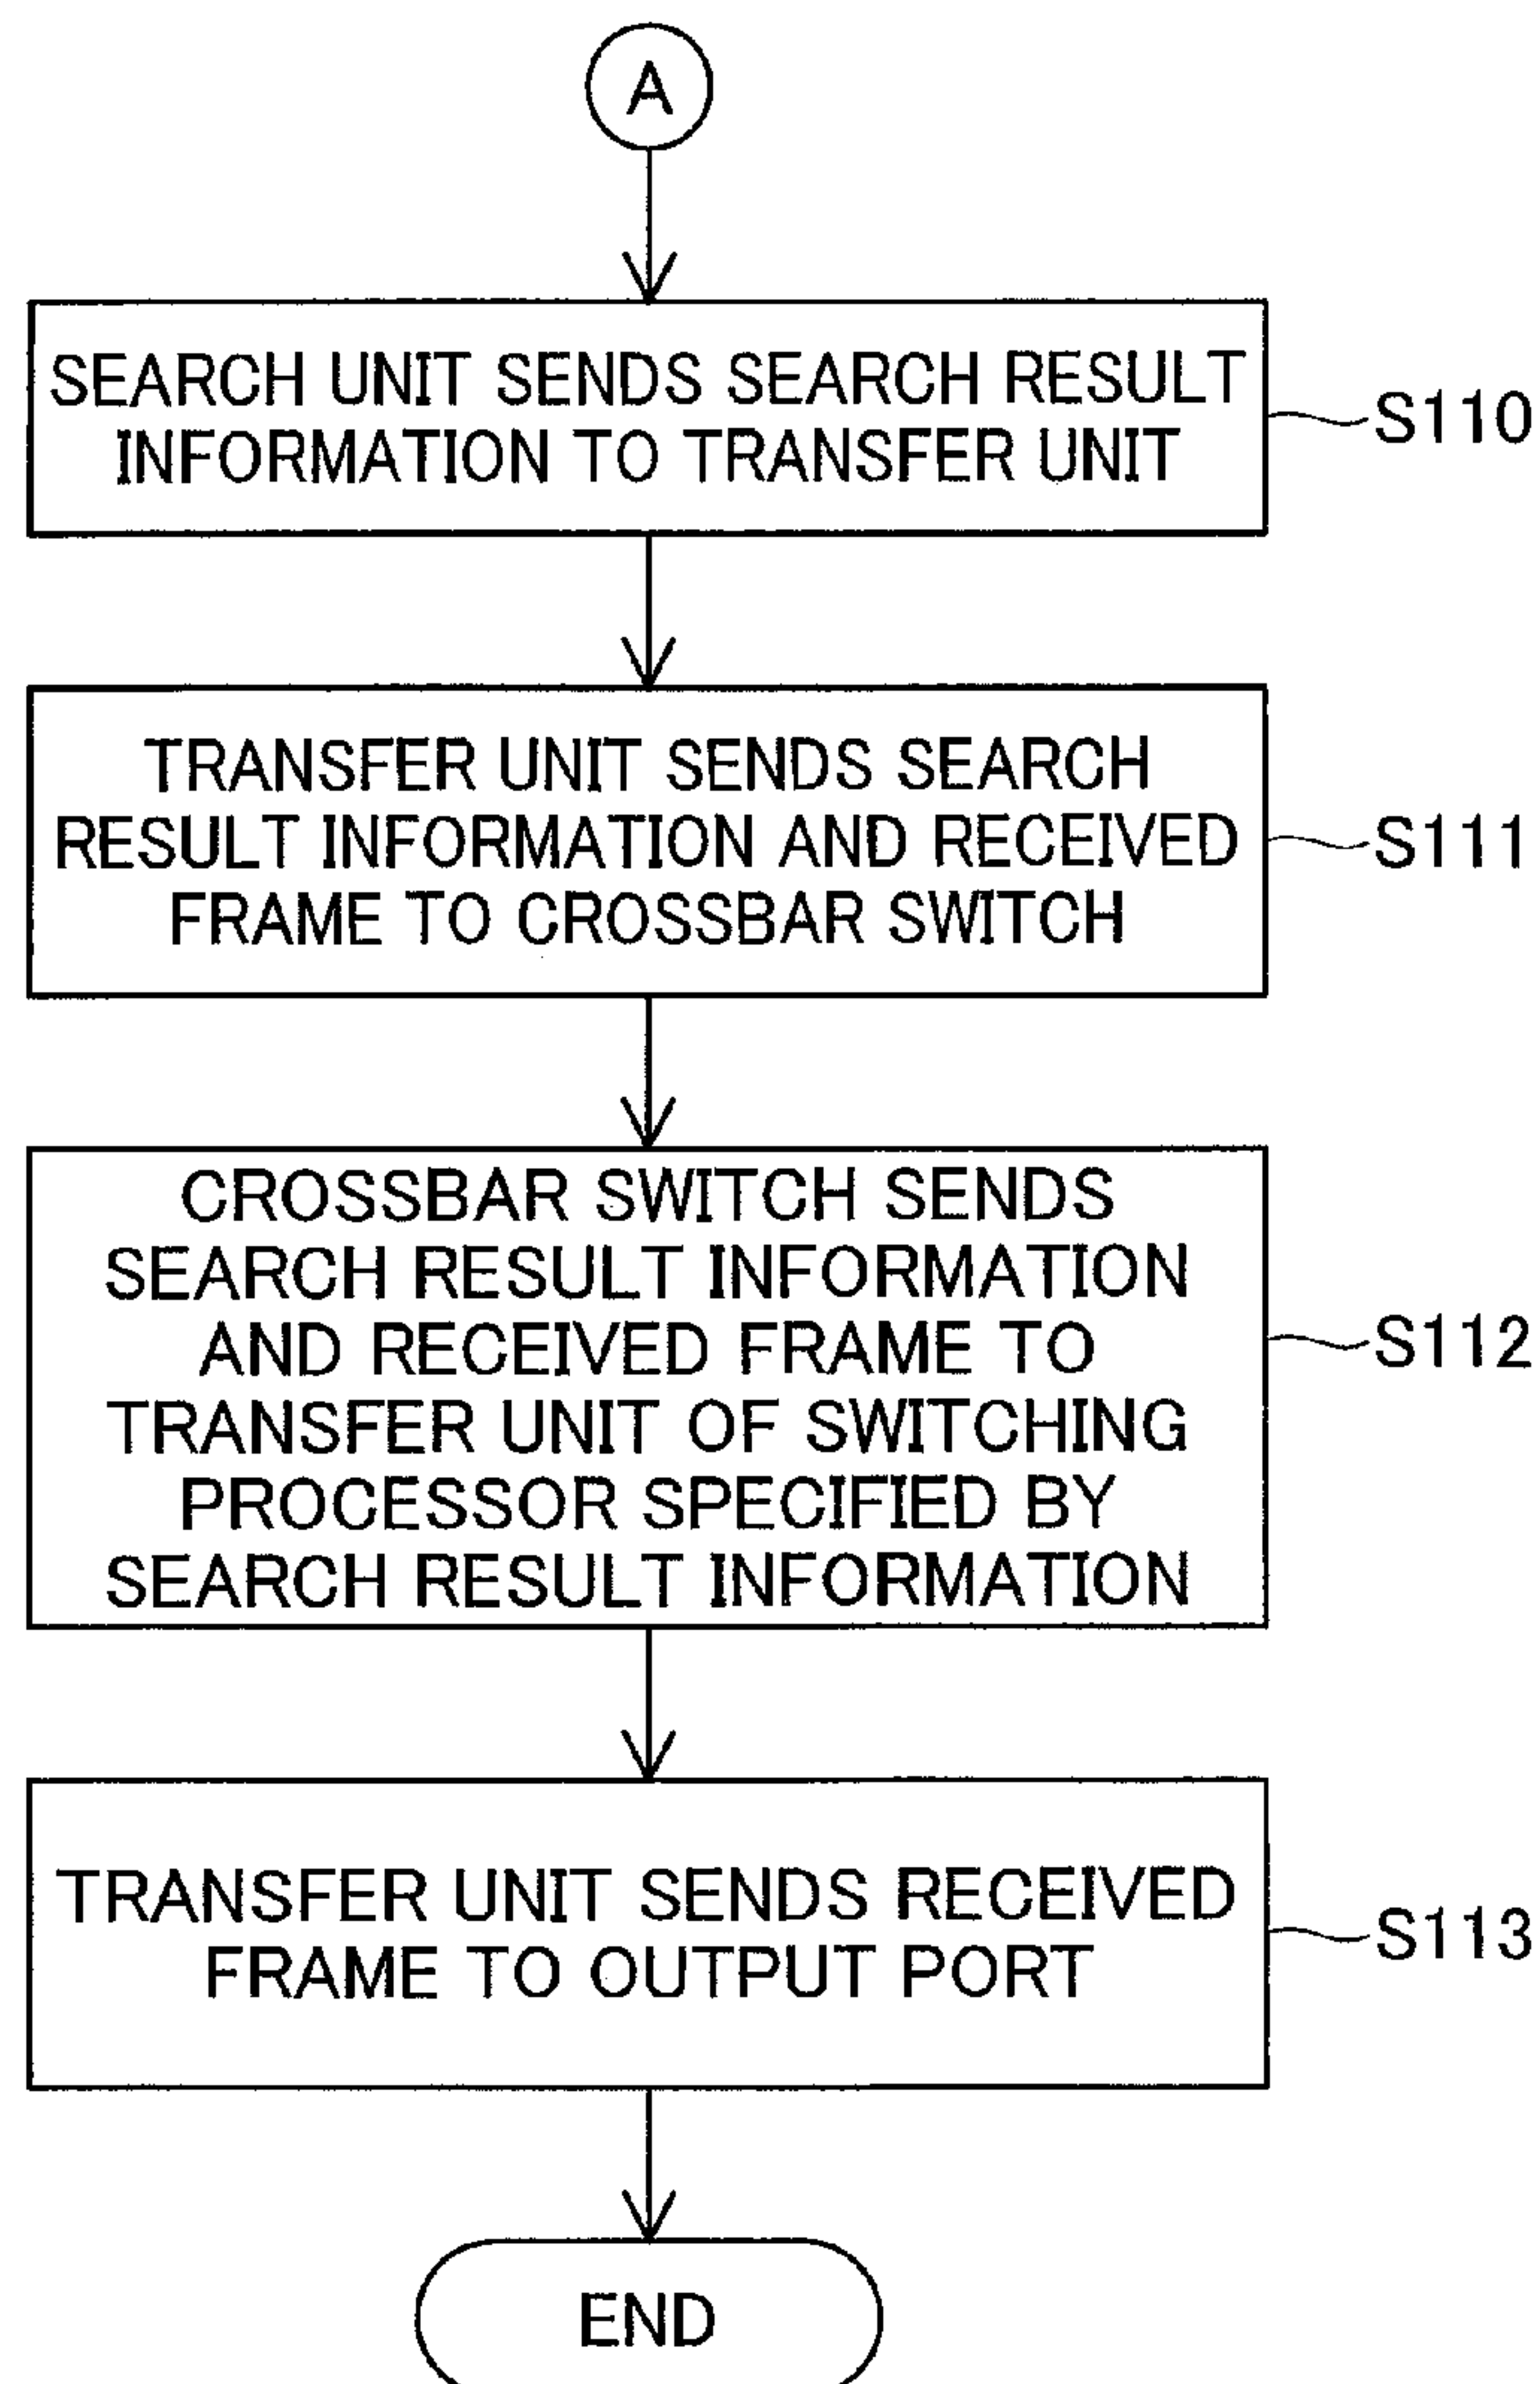 A
SEARCH UNIT SENDS SEARCH RESULT
INFORMATION TO TRANSFER UNIT
S110
TRANSFER UNIT SENDS SEARCH
RESULT INFORMATION AND RECEIVED
FRAME TO CROSSBAR SWITCH
S111
CROSSBAR SWITCH SENDS
SEARCH RESULT INFORMATION
AND RECEIVED FRAME TO
TRANSFER UNIT OF SWITCHING
PROCESSOR SPECIFIED BY
SEARCH RESULT INFORMATION
S112
TRANSFER UNIT SENDS RECEIVED
FRAME TO OUTPUT PORT
S113
END